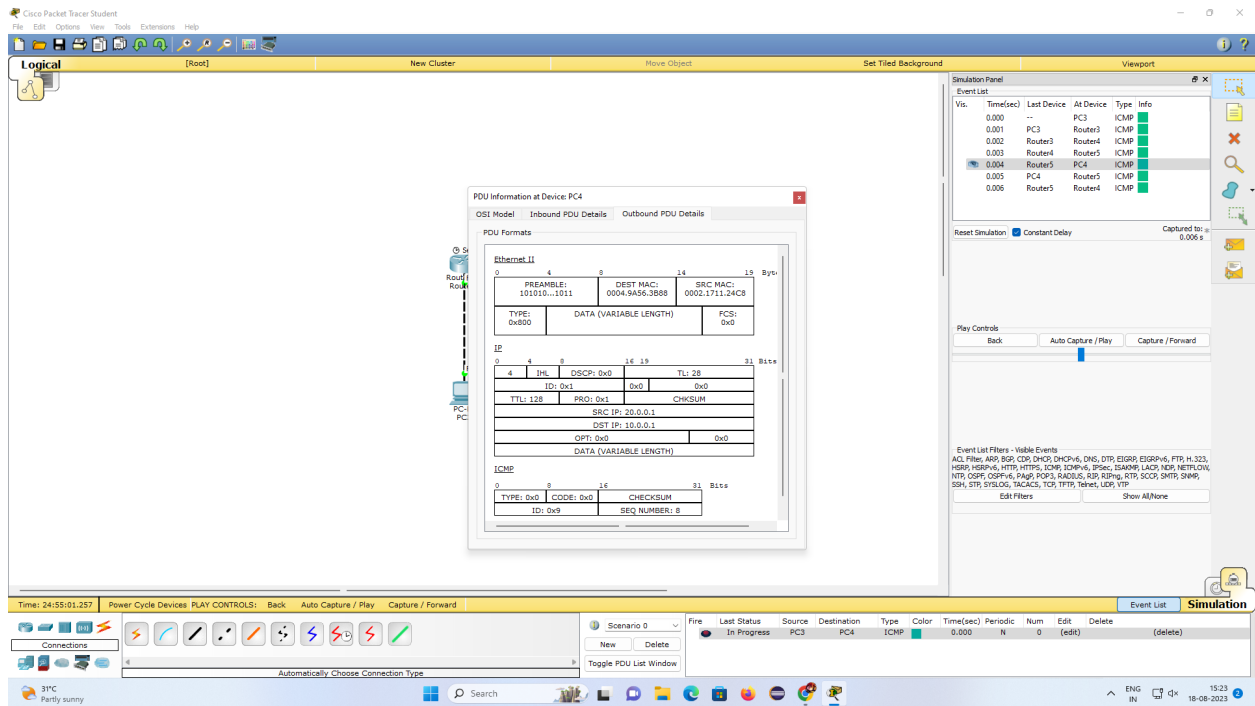 Cisco Packet Tracer Student
File Edit Options View Tools Extensions Help
Logical [Root] New Cluster Move Object Set Tiled Background Viewport
Simulation Panel
Event List
Vis. Time(sec) Last Device At Device Type Info
0.000 -- PC3 ICMP
0.001 PC3 Router3 ICMP
0.002 Router3 Router4 ICMP
0.003 Router4 Router5 ICMP
0.004 Router5 PC4 ICMP
0.005 PC4 Router5 ICMP
0.006 Router5 Router4 ICMP
Reset Simulation Constant Delay Captured to:
0.006 s
Play Controls
Back Auto Capture / Play Capture / Forward
Event List Filters - Visible Events
ACL Filter, ARP, BGP, CDP, DHCP, DHCPv6, DNS, DTP, EIGRP, EIGRPv6, FTP, H.323,
HSRP, HSRPv6, HTTP, HTTPS, ICMP, ICMPv6, IPSec, ISAKMP, LACP, NDP, NETFLOW,
NTP, OSPF, OSPFv6, PAgP, POP3, RADIUS, RIP, RIPng, RTP, SCCP, SMTP, SNMP,
SSH, STP, SYSLOG, TACACS, TCP, TFTP, Telnet, UDP, VTP
Edit Filters Show All/None
PDU Information at Device: PC4
OSI Model Inbound PDU Details Outbound PDU Details
PDU Formats
Ethernet II
0 4 8 14 19 Byt
PREAMBLE: DEST MAC: SRC MAC:
101010...1011 0004.9A56.3B88 0002.1711.24C8
TYPE: DATA (VARIABLE LENGTH) FCS:
0x800 0x0
IP
0 4 8 16 19 31 Bits
4 IHL DSCP: 0x0 TL: 28
ID: 0x1 0x0 0x0
TTL: 128 PRO: 0x1 CHKSUM
SRC IP: 20.0.0.1
DST IP: 10.0.0.1
OPT: 0x0 0x0
DATA (VARIABLE LENGTH)
ICMP
0 8 16 31 Bits
TYPE: 0x0 CODE: 0x0 CHECKSUM
ID: 0x9 SEQ NUMBER: 8
Time: 24:55:01.257 Power Cycle Devices PLAY CONTROLS: Back Auto Capture / Play Capture / Forward Event List Simulation
Connections
Automatically Choose Connection Type
Scenario 0
New Delete
Toggle PDU List Window
Fire Last Status Source Destination Type Color Time(sec) Periodic Num Edit Delete
In Progress PC3 PC4 ICMP 0.000 N 0 (edit) (delete)
31°C
Partly sunny
Search
ENG
IN
15:23
18-08-2023
2